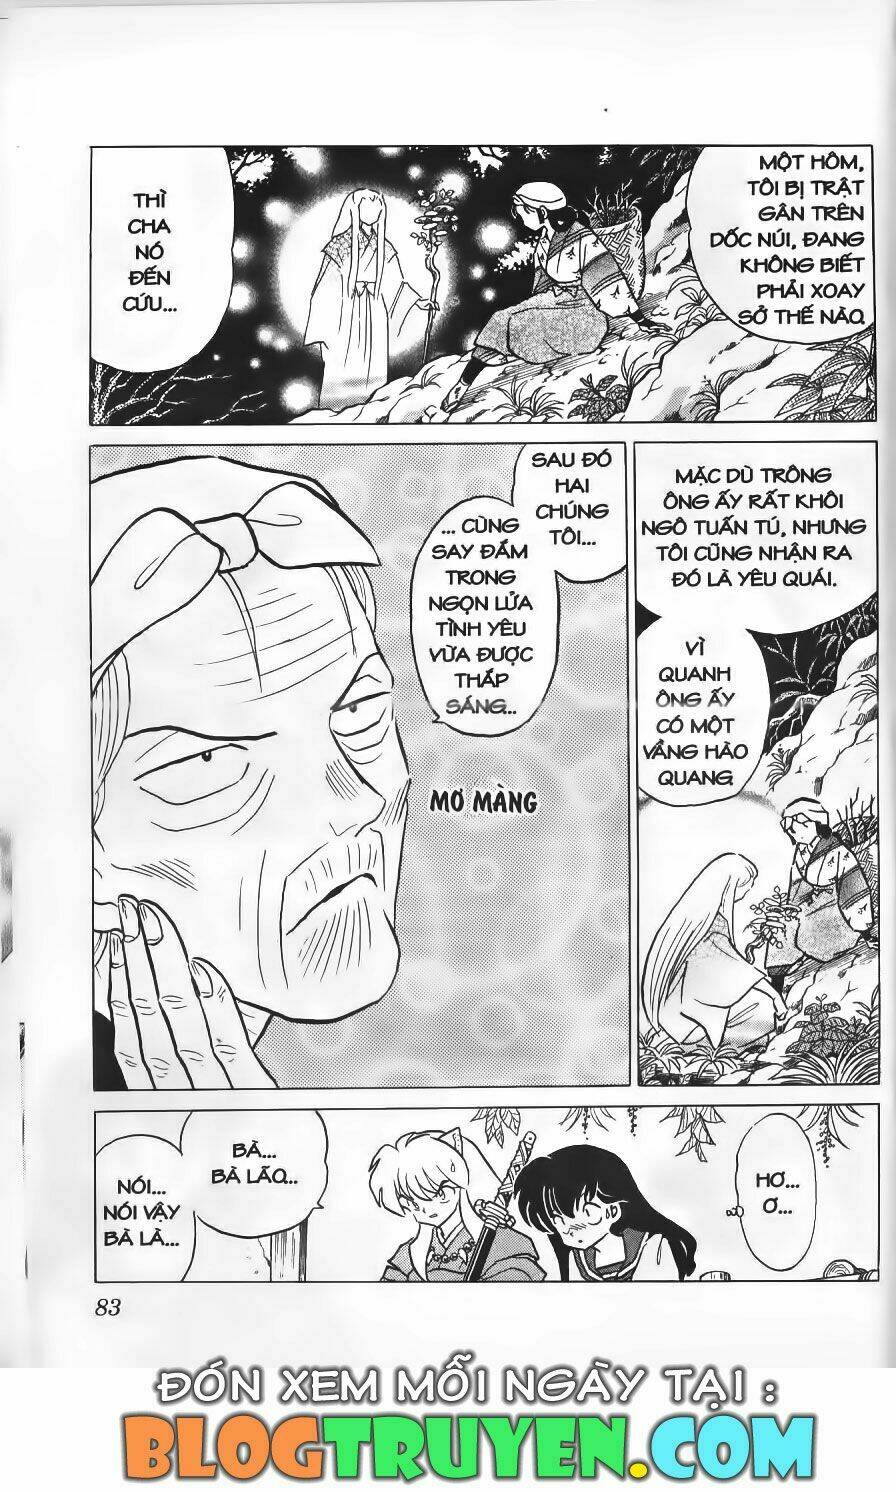 MỘT HÔM,
TÔI BỊ TRẬT
GÂN TRÊN
DỐC NÚI, ĐANG
KHÔNG BIẾT
PHẢI XOAY
SỞ THẾ NÀO.
THÌ
CHA
NÓ
ĐẾN
CỨU...
MẶC DÙ TRÔNG
ÔNG ẤY RẤT KHÔI
NGÔ TUẤN TÚ, NHƯNG
TÔI CŨNG NHẬN RA
ĐÓ LÀ YÊU QUÁI.
VÌ
QUANH
ÔNG ẤY
CÓ MỘT
VẦNG HÀO
QUANG.
SAU ĐÓ
HAI
CHÚNG
TÔI...
... CÙNG
SAY ĐẮM
TRONG
NGỌN LỬA
TÌNH YÊU
VỪA ĐƯỢC
THẮP
SÁNG...
MƠ MÀNG
HƠ...
Ơ...
BÀ...
BÀ LÃO...
NÓI...
NÓI VẬY
BÀ LÀ...
83
ĐÓN XEM MỖI NGÀY TẠI :
BLOGTRUYEN.COM